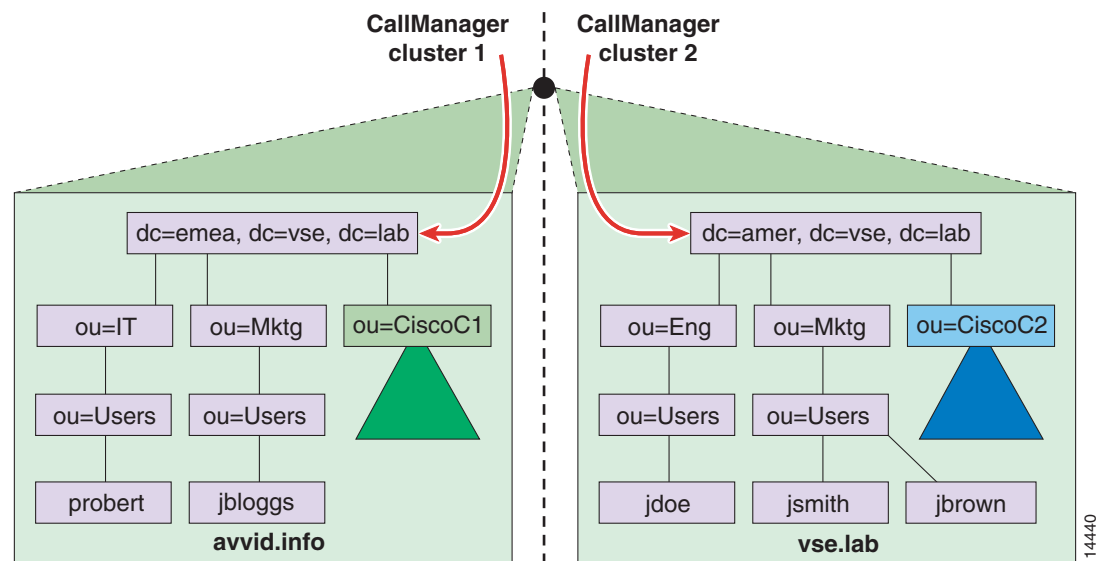 CallManager
cluster 1
CallManager
cluster 2
dc=emea, dc=vse, dc=lab
ou=IT
ou=Mktg
ou=CiscoC1
ou=Users
ou=Users
probert
jbloggs
avvid.info
dc=amer, dc=vse, dc=lab
ou=Eng
ou=Mktg
ou=CiscoC2
ou=Users
ou=Users
jdoe
jsmith
jbrown
vse.lab
14440